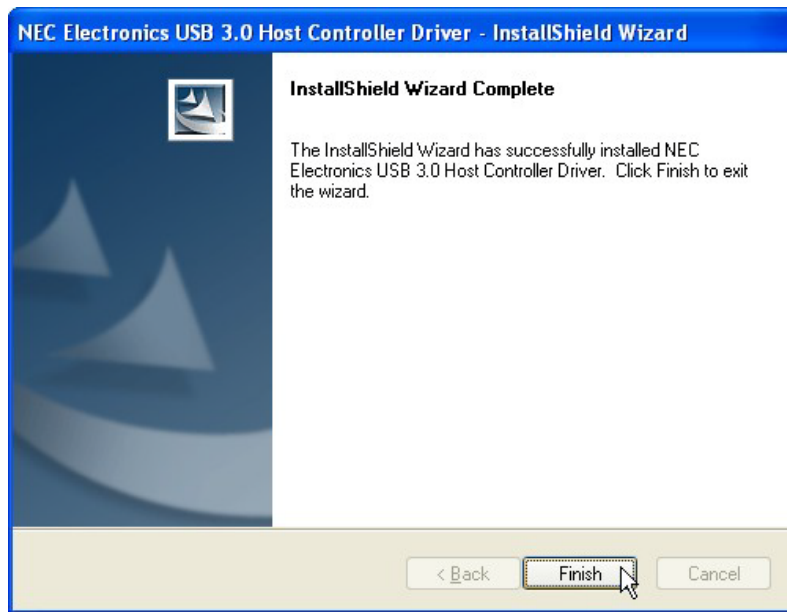 NEC Electronics USB 3.0 Host Controller Driver - InstallShield Wizard
InstallShield Wizard Complete
The InstallShield Wizard has successfully installed NEC
Electronics USB 3.0 Host Controller Driver. Click Finish to exit
the wizard.
< Back
Finish
Cancel